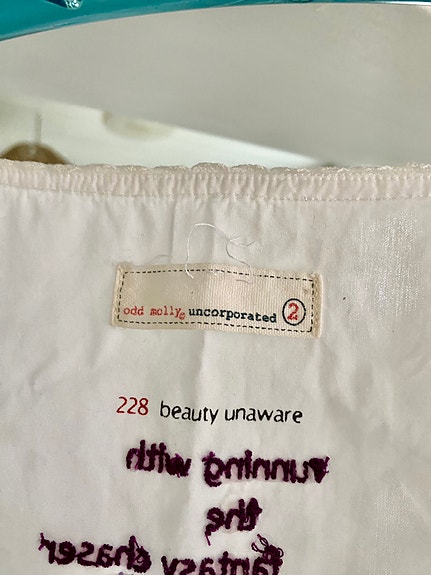 odd molly© uncorporated 2
228 beauty unaware
running with
the
fantasy chaser